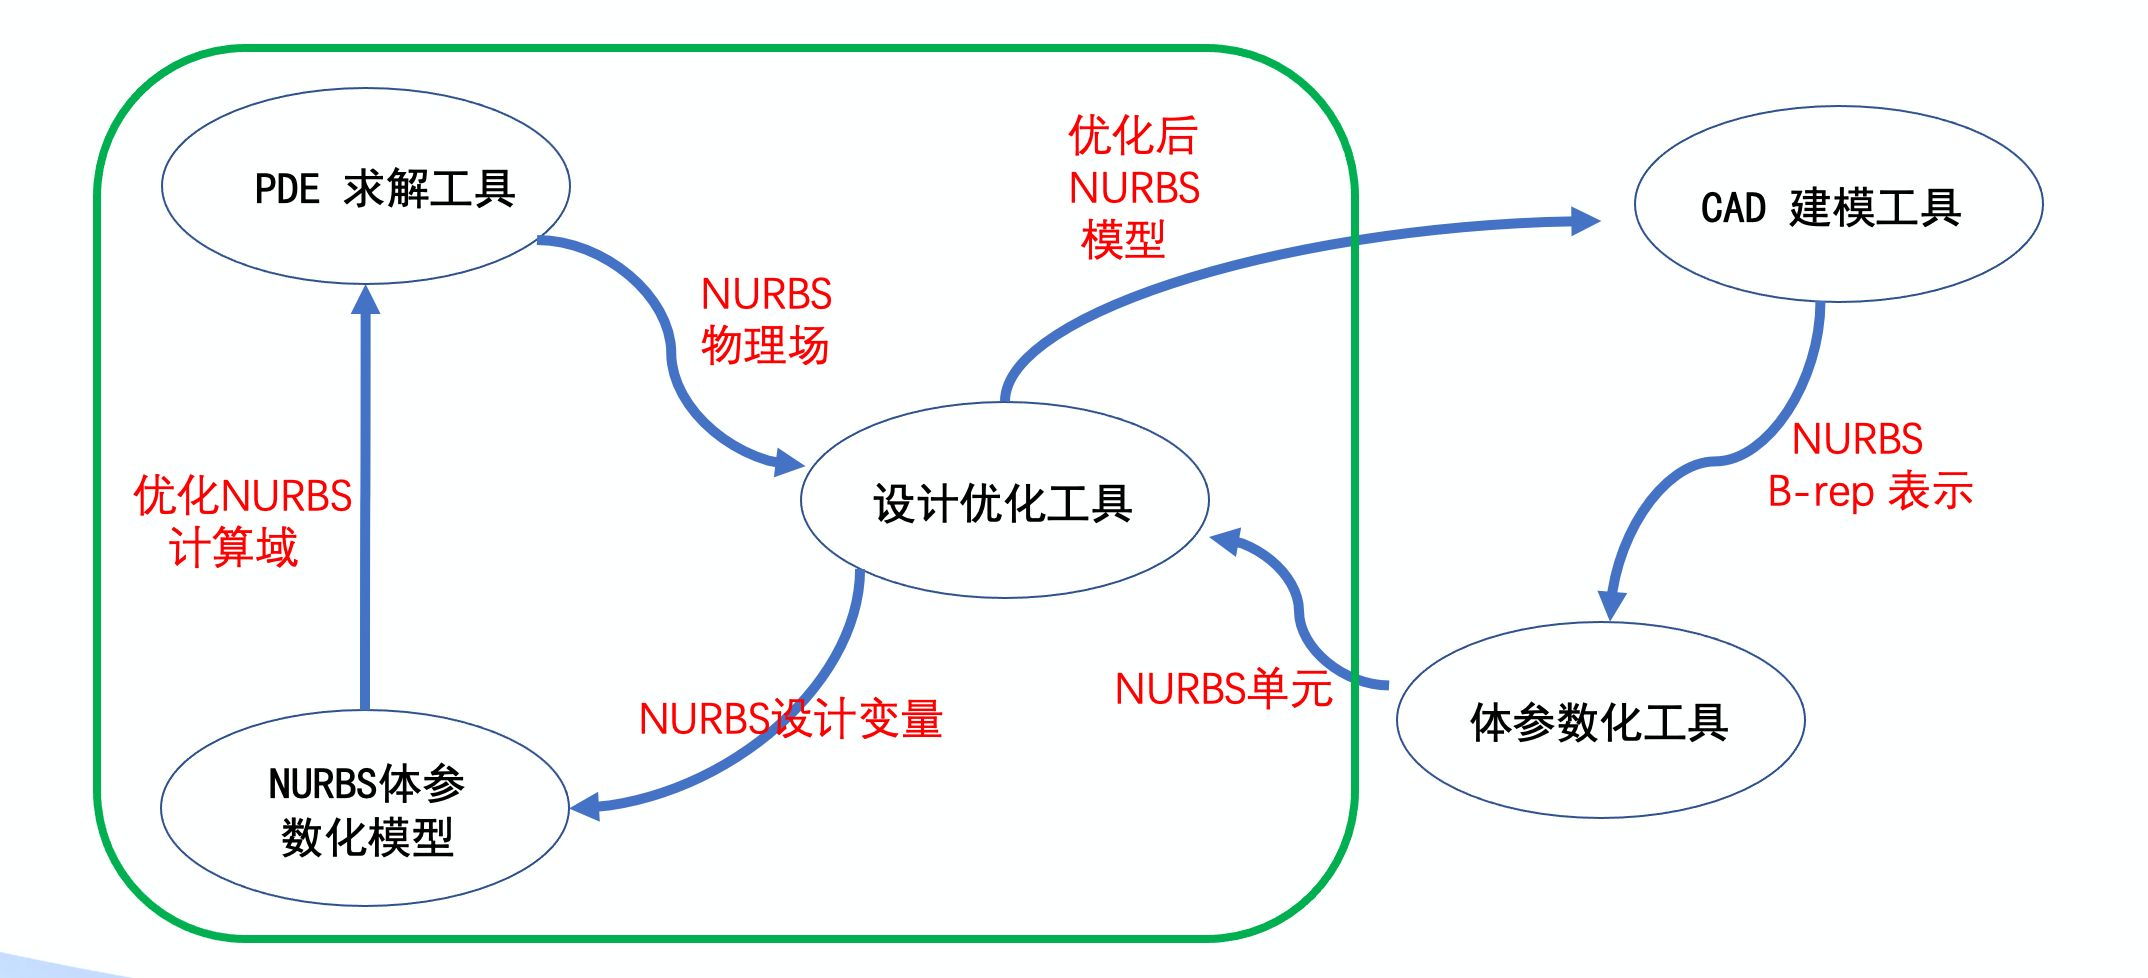 PDE 求解工具
优化后
NURBS
模型
CAD 建模工具
NURBS
物理场
NURBS
B-rep 表示
优化NURBS
计算域
设计优化工具
NURBS单元
NURBS设计变量
体参数化工具
NURBS体参
数化模型